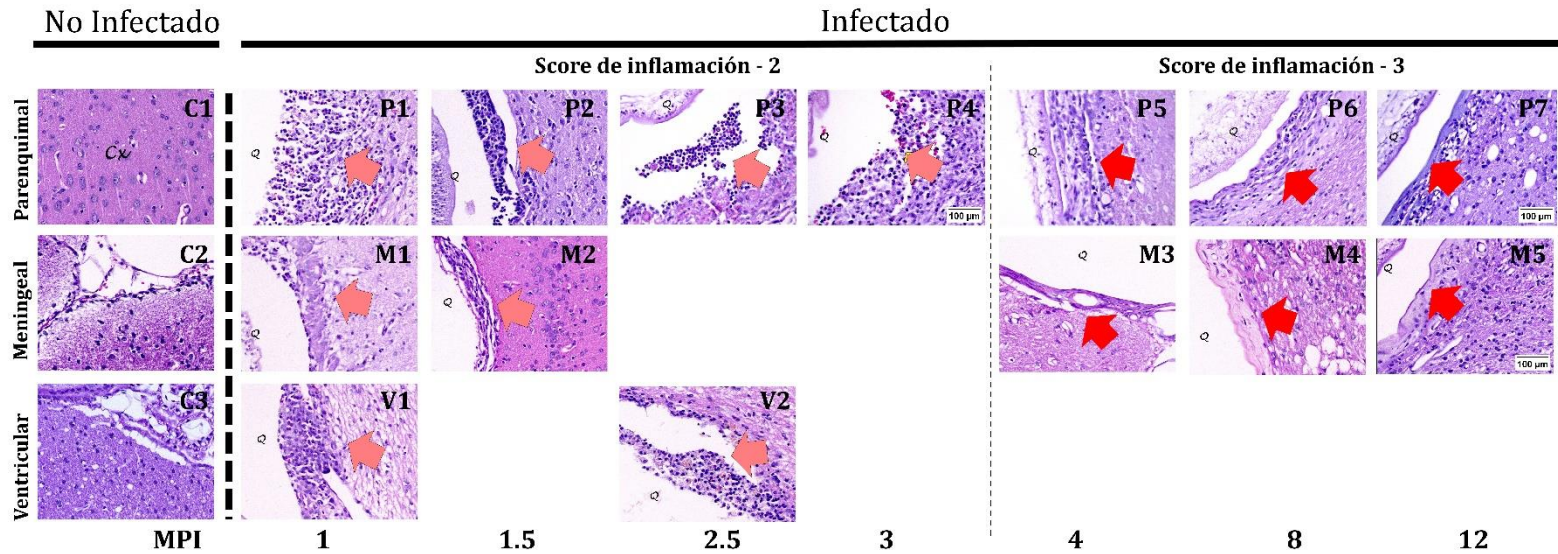 No Infectado
Infectado
Score de inflamación - 2
Score de inflamación - 3
Parenquimal
C1
Cx
P1
Q
P2
Q
P3
Q
P4
Q
100 µm
P5
Q
P6
Q
P7
Q
100 µm
Meningeal
C2
M1
Q
M2
Q
M3
Q
M4
Q
M5
Q
100 µm
Ventricular
C3
V1
Q
V2
Q
MPI 1 1.5 2.5 3 4 8 12